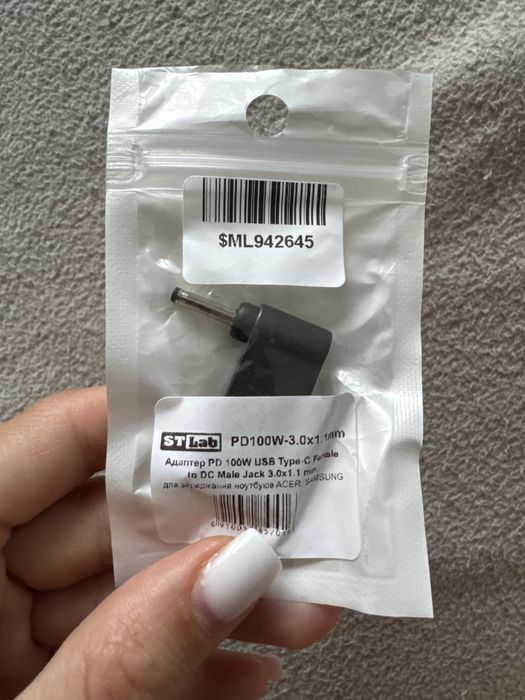 $ML942645
STLab PD100W-3.0x1.1mm
Адаптер PD 100W USB Type-C Female
to DC Male Jack 3.0x1.1 mm
для заряджання ноутбуків ACER, SAMSUNG